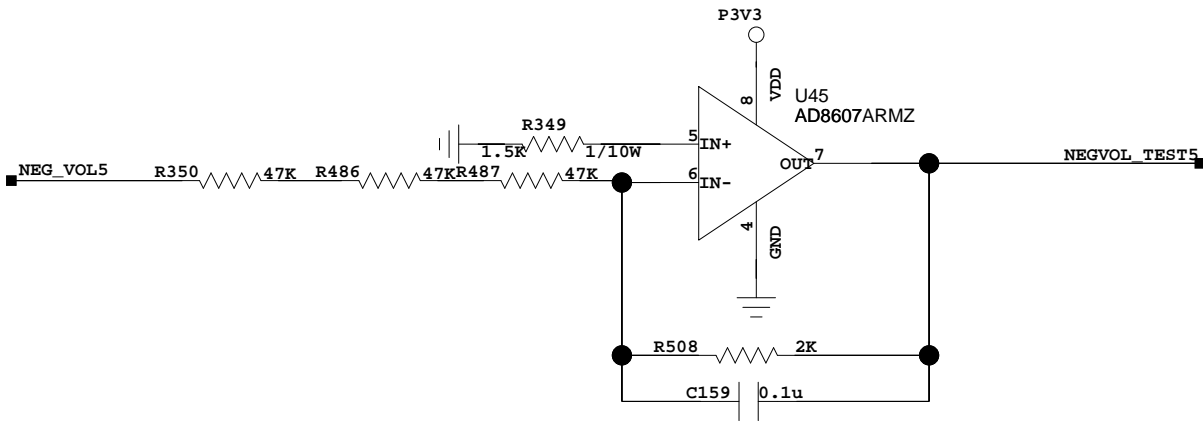 P3V3
8
VDD
U45
AD8607ARMZ
R349
1.5K
1/10W
5
IN+
OUT
7
NEG_VOL5
R350
47K
R486
47K
R487
47K
6
IN-
NEGVOL_TEST5
4
GND
R508
2K
C159
0.1u